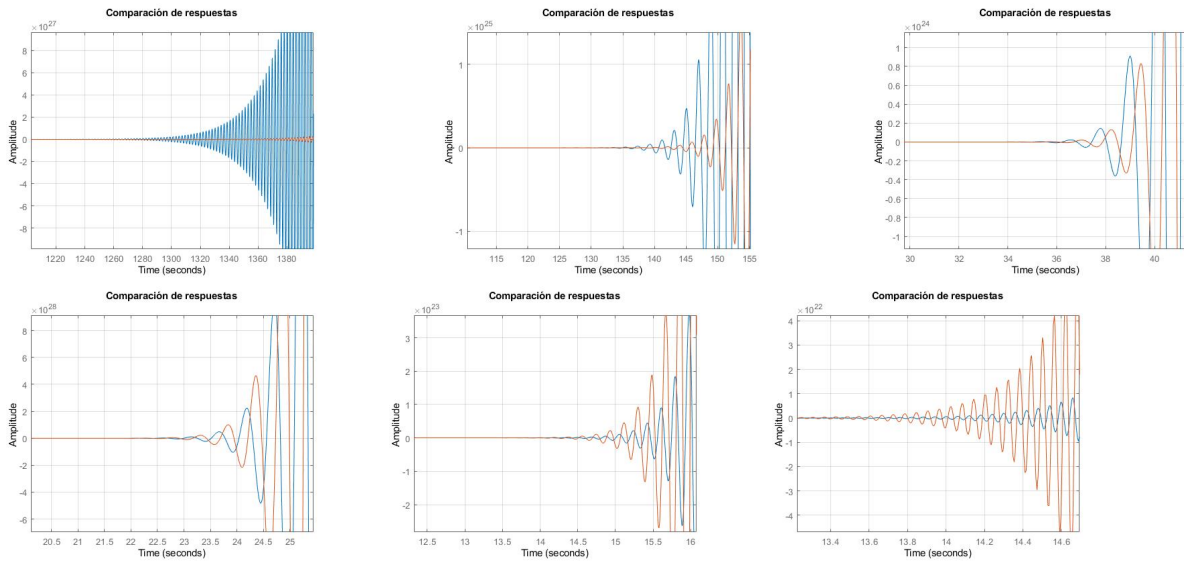 Comparación de respuestas
× 10^27
8
6
4
2
0
-2
-4
-6
-8
1220 1240 1260 1280 1300 1320 1340 1360 1380
Time (seconds)
Amplitude
Comparación de respuestas
× 10^25
1
0
-1
115 120 125 130 135 140 145 150 155
Time (seconds)
Amplitude
Comparación de respuestas
× 10^24
1
0.8
0.6
0.4
0.2
0
-0.2
-0.4
-0.6
-0.8
-1
30 32 34 36 38 40
Time (seconds)
Amplitude
Comparación de respuestas
× 10^28
8
6
4
2
0
-2
-4
-6
20.5 21 21.5 22 22.5 23 23.5 24 24.5 25
Time (seconds)
Amplitude
Comparación de respuestas
× 10^23
3
2
1
0
-1
-2
12.5 13 13.5 14 14.5 15 15.5 16
Time (seconds)
Amplitude
Comparación de respuestas
× 10^22
4
3
2
1
0
-1
-2
-3
-4
13.4 13.6 13.8 14 14.2 14.4 14.6
Time (seconds)
Amplitude